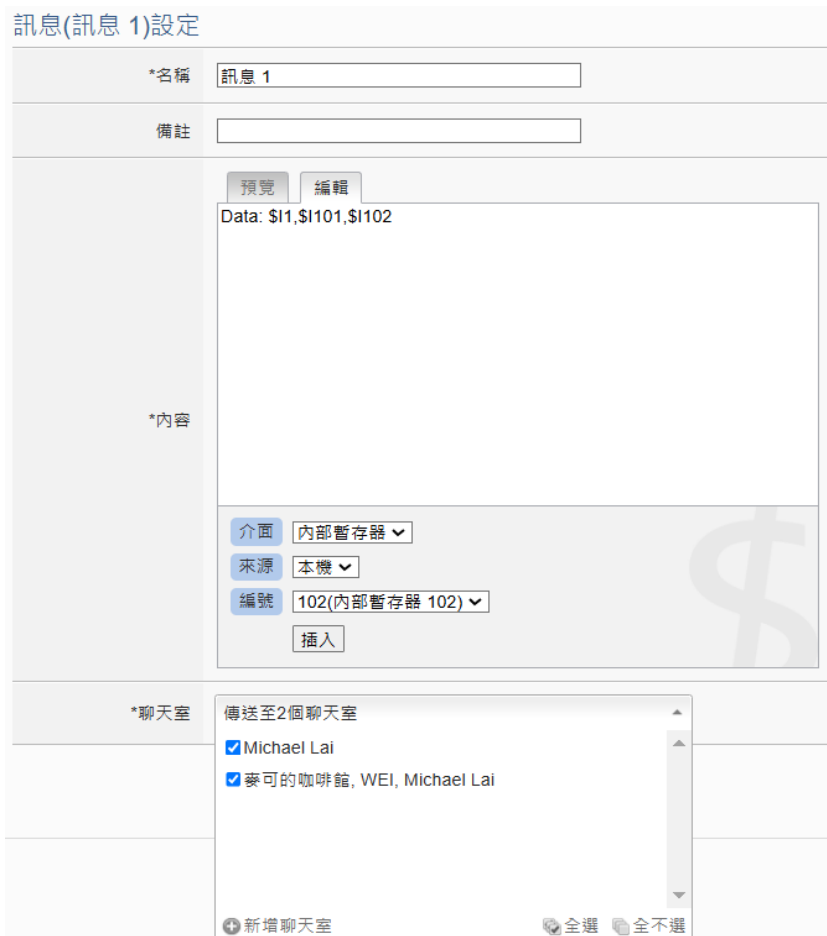 訊息(訊息 1)設定
*名稱 訊息 1
備註
預覽 編輯
Data: $I1,$I101,$I102
*內容
介面 內部暫存器
來源 本機
編號 102(內部暫存器 102)
插入
$
*聊天室 傳送至2個聊天室
Michael Lai
麥可的咖啡館, WEI, Michael Lai
新增聊天室 全選 全不選